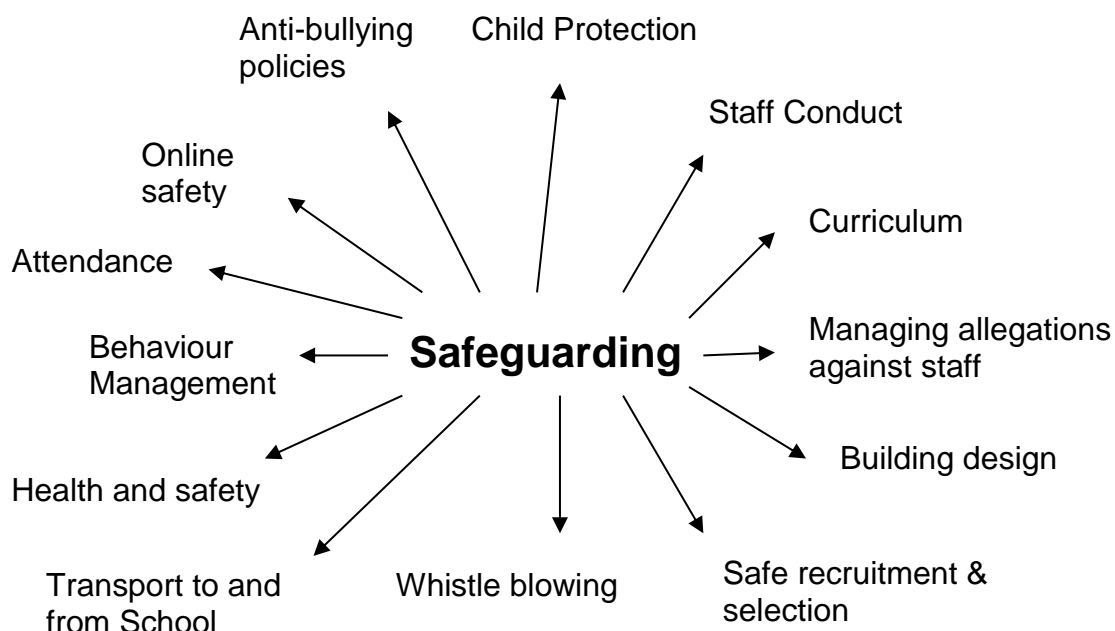 Anti-bullying
policies
Child Protection
Staff Conduct
Online
safety
Curriculum
Attendance
Managing allegations
against staff
Behaviour
Management
Safeguarding
Building design
Health and safety
Safe recruitment &
selection
Transport to and
from School
Whistle blowing